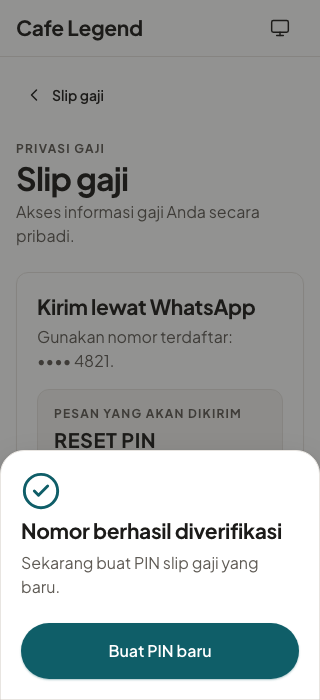 Cafe Legend
Slip gaji
PRIVASI GAJI
Slip gaji
Akses informasi gaji Anda secara
pribadi.
Kirim lewat WhatsApp
Gunakan nomor terdaftar:
•••• 4821.
PESAN YANG AKAN DIKIRIM
RESET PIN
Nomor berhasil diverifikasi
Sekarang buat PIN slip gaji yang
baru.
Buat PIN baru